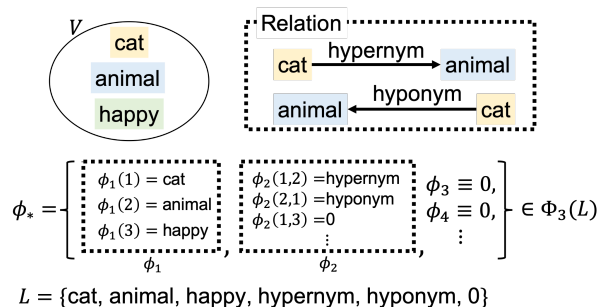 V
cat
animal
happy
Relation
cat hypernym animal
animal hyponym cat
ϕ∗ = { ϕ₁(1) = cat
ϕ₁(2) = animal
ϕ₁(3) = happy
ϕ₁
,
ϕ₂(1,2) =hypernym
ϕ₂(2,1) =hyponym
ϕ₂(1,3) =0
⋮
ϕ₂
,
ϕ₃ ≡ 0,
ϕ₄ ≡ 0,
⋮
} ∈ Φ₃(L)
L = {cat, animal, happy, hypernym, hyponym, 0}